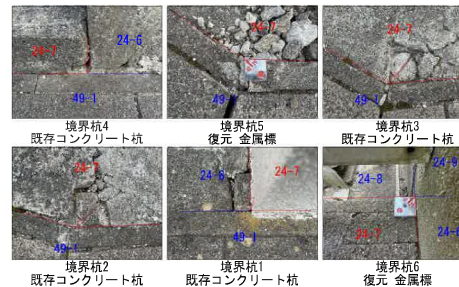 24-7
24-6
49-1
境界杭4
既存コンクリート杭
24-7
49-1
境界杭5
復元 金属標
24-7
49-1
境界杭3
既存コンクリート杭
24-7
49-1
境界杭2
既存コンクリート杭
24-8
24-7
49-1
境界杭1
既存コンクリート杭
24-9
24-8
24-7
24-6
境界杭6
復元 金属標